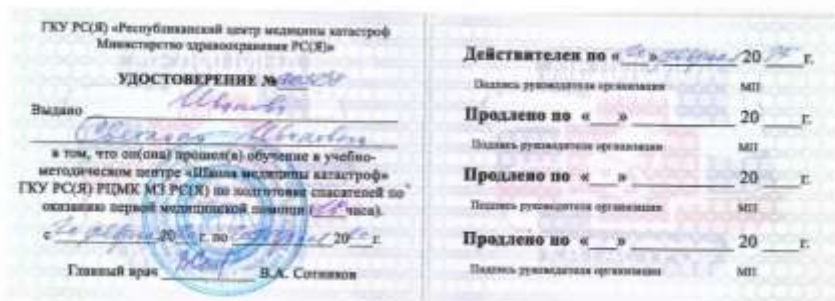 ГКУ РС(Я) «Республиканский центр медицины катастроф
Министерство здравоохранения РС(Я)»
УДОСТОВЕРЕНИЕ №
Выдано
в том, что он(она) прошел(а) обучение в учебно-
методическом центре «Школа медицины катастроф»
ГКУ РС(Я) РЦМК МЗ РС(Я) по подготовке спасателей по
оказанию первой медицинской помощи ( часа).
с 20 г. по 20 г.
Главный врач В.А. Сотников
Действителен по « » 20 г.
Подпись руководителя организации МП
Продлено по « » 20 г.
Подпись руководителя организации МП
Продлено по « » 20 г.
Подпись руководителя организации МП
Продлено по « » 20 г.
Подпись руководителя организации МП